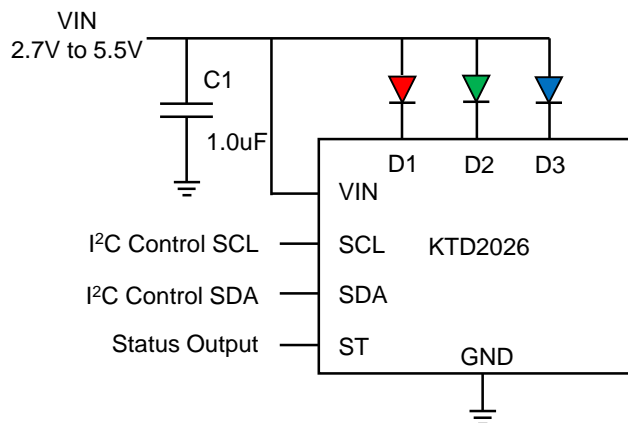 VIN
2.7V to 5.5V
C1
1.0uF
D1 D2 D3
VIN
I²C Control SCL SCL KTD2026
I²C Control SDA SDA
Status Output ST
GND